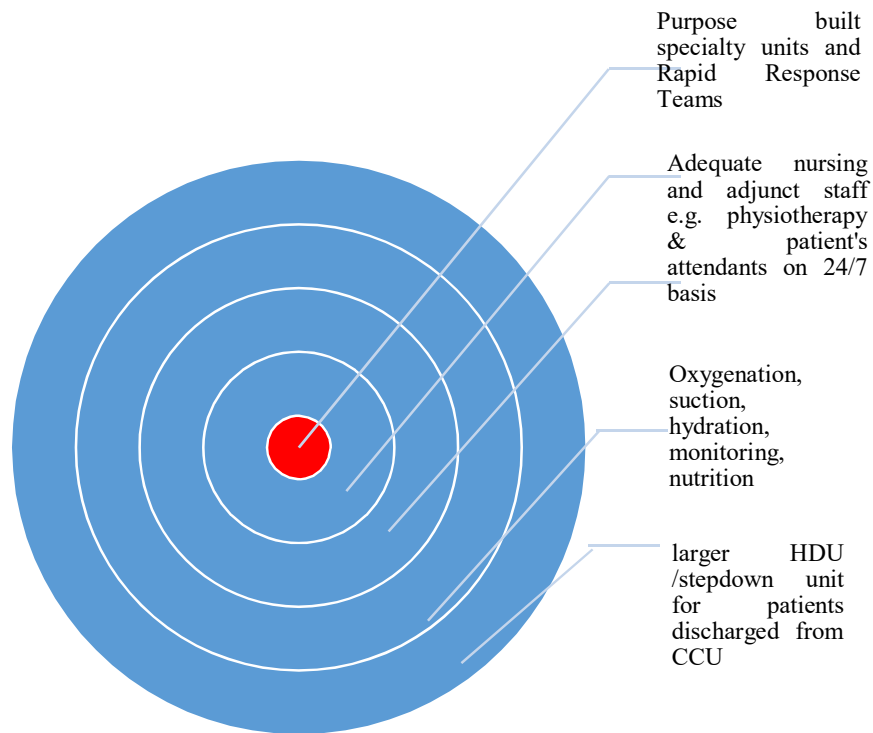 Purpose built
specialty units and
Rapid Response
Teams
Adequate nursing
and adjunct staff
e.g. physiotherapy
& patient's
attendants on 24/7
basis
Oxygenation,
suction,
hydration,
monitoring,
nutrition
larger HDU
/stepdown unit
for patients
discharged from
CCU